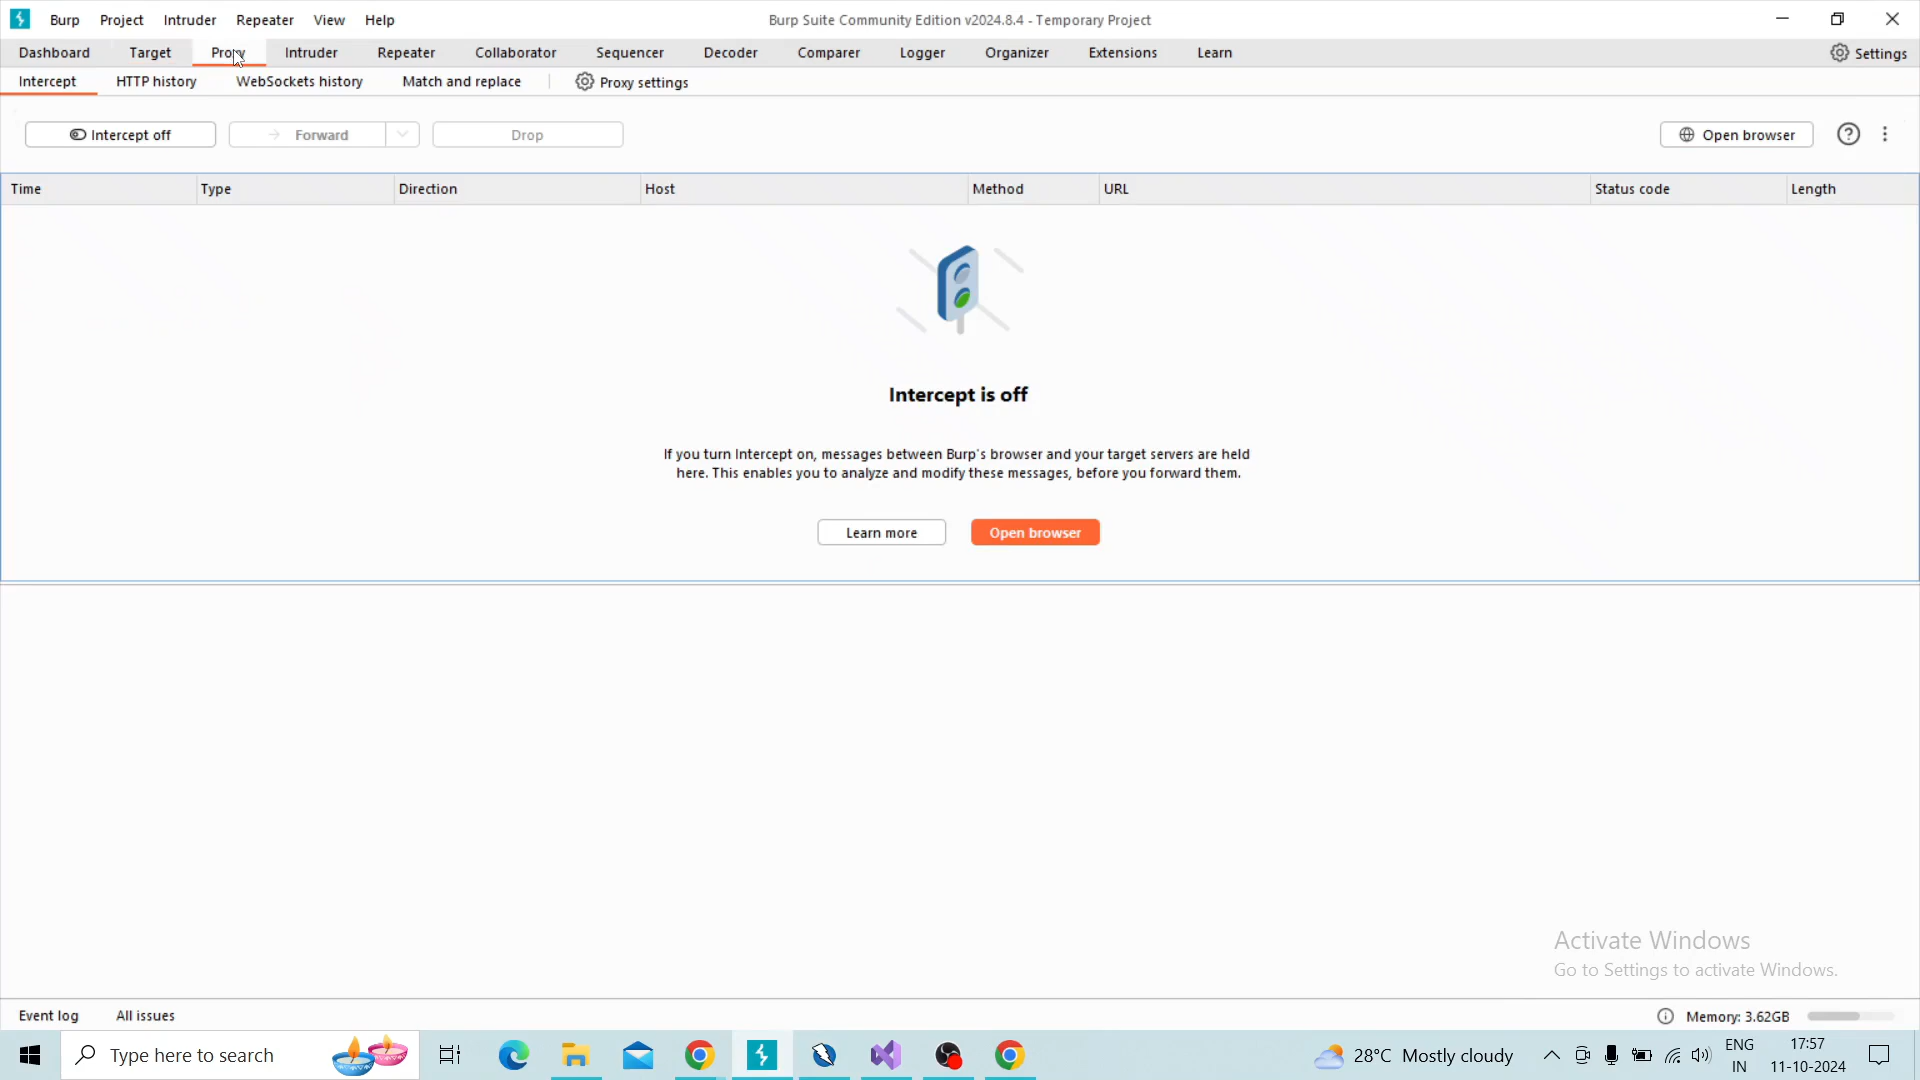 Burp Project Intruder Repeater View Help Burp Suite Community Edition v2024.8.4 - Temporary Project
Dashboard Target Proxy Intruder Repeater Collaborator Sequencer Decoder Comparer Logger Organizer Extensions Learn Settings
Intercept HTTP history WebSockets history Match and replace Proxy settings
Intercept off Forward Drop Open browser
Time Type Direction Host Method URL Status code Length
Intercept is off
If you turn Intercept on, messages between Burp's browser and your target servers are held
here. This enables you to analyze and modify these messages, before you forward them.
Learn more Open browser
Activate Windows
Go to Settings to activate Windows.
Event log All issues Memory: 3.62GB
Type here to search 28°C Mostly cloudy
ENG 17:57
IN 11-10-2024